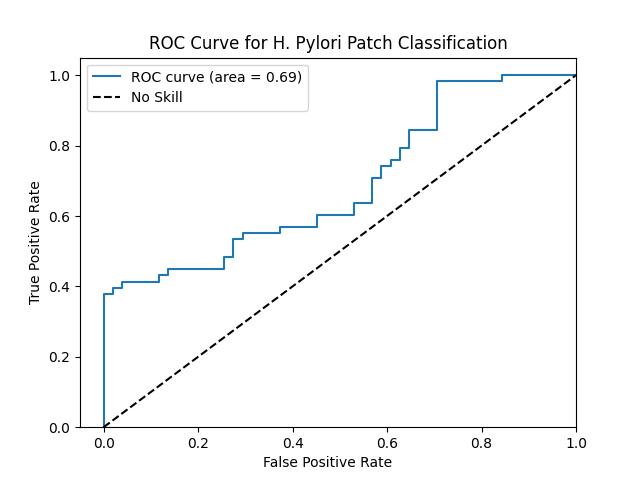 ROC Curve for H. Pylori Patch Classification
1.0
0.8
0.6
0.4
0.2
0.0
True Positive Rate
ROC curve (area = 0.69)
No Skill
0.0 0.2 0.4 0.6 0.8 1.0
False Positive Rate